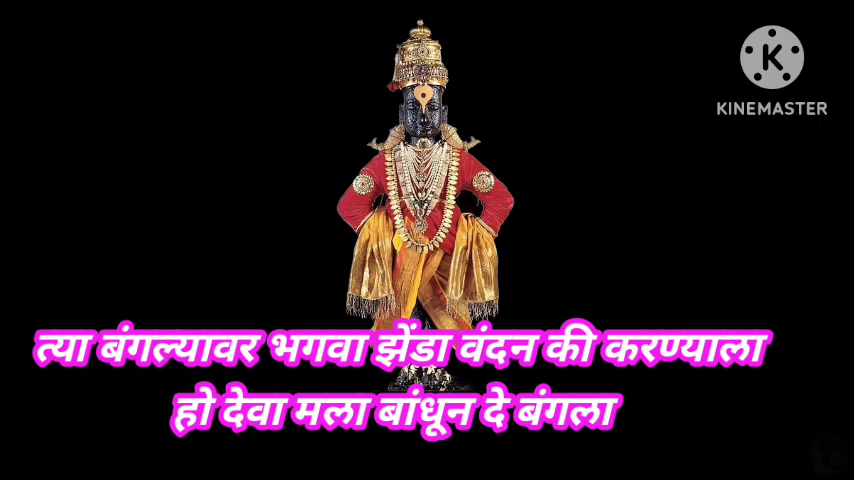 KINEMASTER
त्या बंगल्यावर भगवा झेंडा वंदन की करण्याला
हो देवा मला बांधून दे बंगला